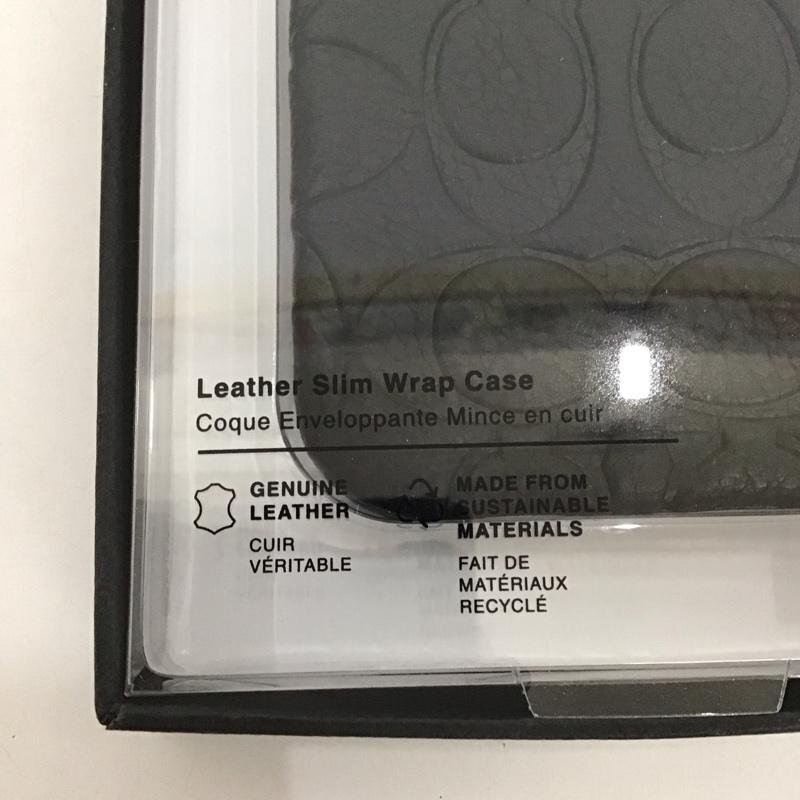 Leather Slim Wrap Case
Coque Enveloppante Mince en cuir
GENUINE
LEATHER
CUIR
VÉRITABLE
MADE FROM
SUSTAINABLE
MATERIALS
FAIT DE
MATÉRIAUX
RECYCLÉ